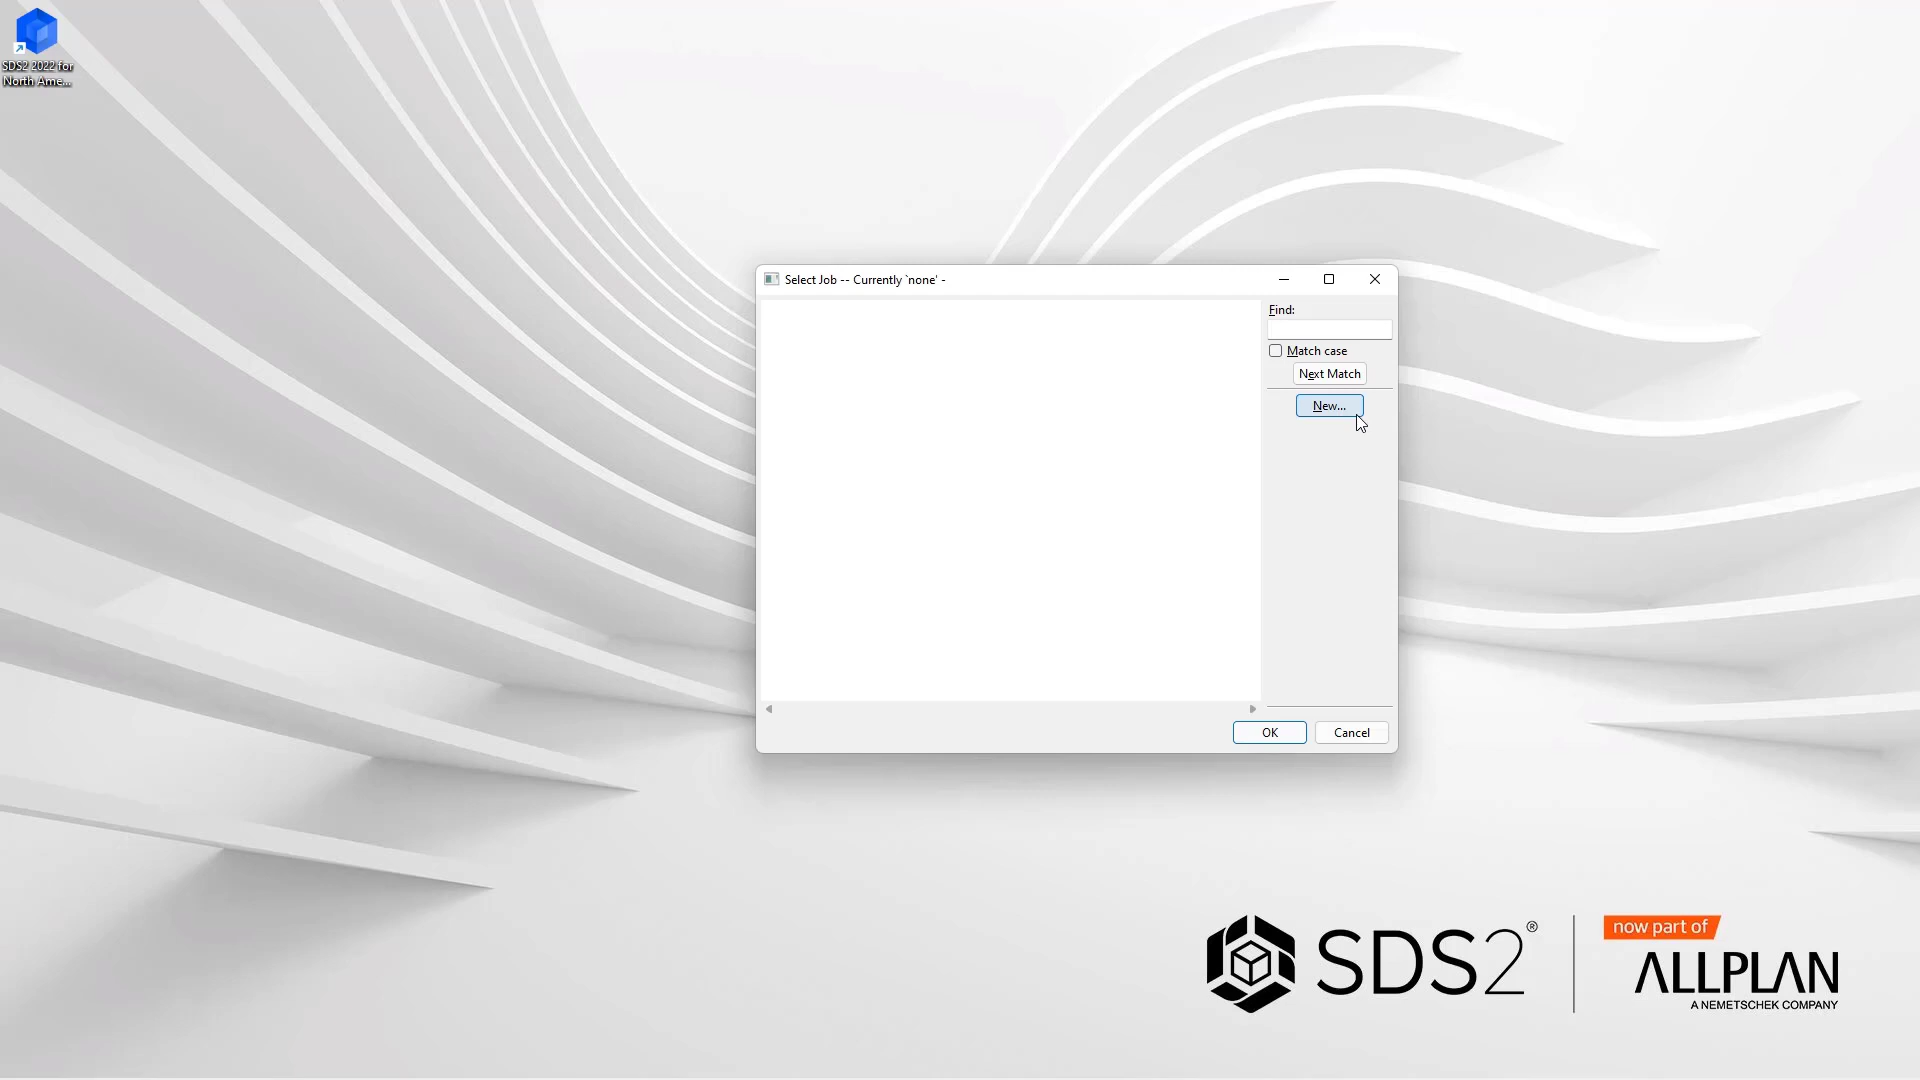 SDS2 2022 for
North Ame...
Select Job -- Currently `none' -
Find:
Match case
Next Match
New...
OK
Cancel
SDS2®
now part of
ALLPLAN
A NEMETSCHEK COMPANY